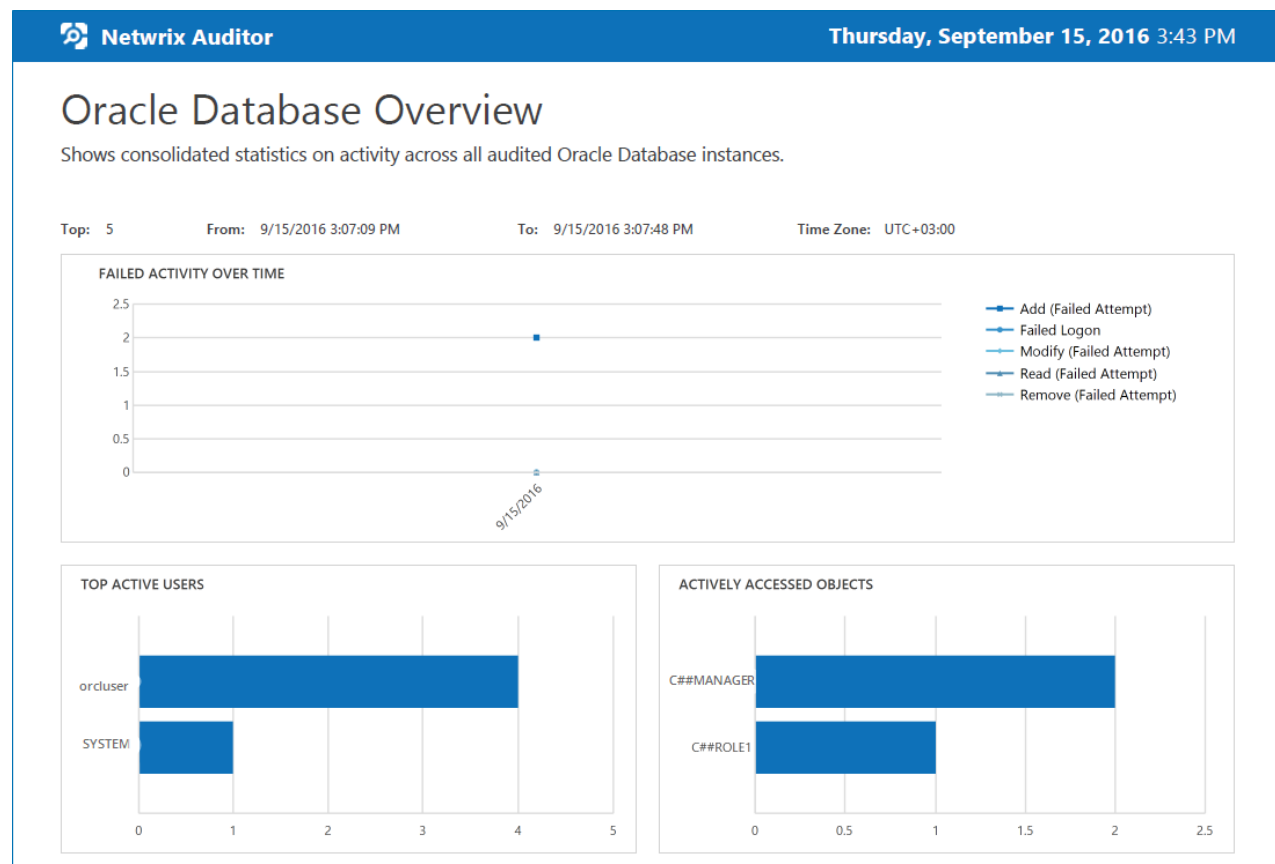 Netwrix Auditor
Thursday, September 15, 2016 3:43 PM
Oracle Database Overview
Shows consolidated statistics on activity across all audited Oracle Database instances.
Top: 5 From: 9/15/2016 3:07:09 PM To: 9/15/2016 3:07:48 PM Time Zone: UTC+03:00
FAILED ACTIVITY OVER TIME
2.5
2
1.5
1
0.5
0
9/15/2016
Add (Failed Attempt)
Failed Logon
Modify (Failed Attempt)
Read (Failed Attempt)
Remove (Failed Attempt)
TOP ACTIVE USERS
orcluser
SYSTEM
0 1 2 3 4 5
ACTIVELY ACCESSED OBJECTS
C##MANAGER
C##ROLE1
0 0.5 1 1.5 2 2.5